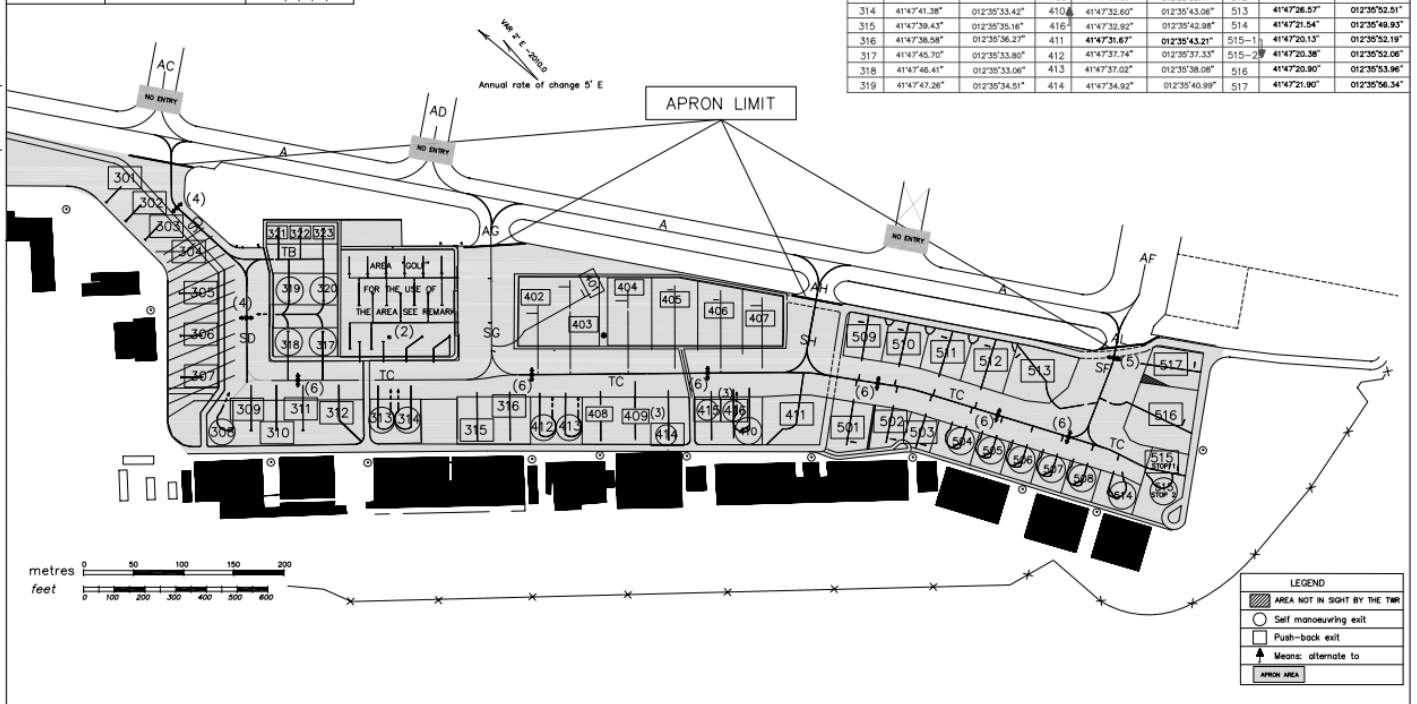 314 41°47'41.38" 012°35'33.42" 410 41°47'32.60" 012°35'43.06" 513 41°47'26.57" 012°35'52.51"
315 41°47'39.43" 012°35'35.16" 416 41°47'32.92" 012°35'42.98" 514 41°47'21.54" 012°35'49.93"
316 41°47'38.58" 012°35'36.27" 411 41°47'31.67" 012°35'43.21" 515-1 41°47'20.13" 012°35'52.19"
317 41°47'45.70" 012°35'33.80" 412 41°47'37.74" 012°35'37.33" 515-2 41°47'20.38" 012°35'52.06"
318 41°47'46.41" 012°35'33.06" 413 41°47'37.02" 012°35'38.08" 516 41°47'20.90" 012°35'53.96"
319 41°47'47.26" 012°35'34.51" 414 41°47'34.92" 012°35'40.99" 517 41°47'21.90" 012°35'56.34"
VAR 2° E -2010.0
Annual rate of change 5' E
APRON LIMIT
AC
NO ENTRY
AD
NO ENTRY
A
A
A
NO ENTRY
AF
AG
AH
AL
301
302
303
304
305
306
307
(4)
SD
(4)
SD
321 322 323
TB
319 320
318 317
AREA "GOLF"
FOR THE USE OF
THE AREA SEE REMARK
(2)
SG
402
401
403
404
405
406
407
SH
509
510
511
512
513
SF
(5)
517
516
(6)
TC
(6)
TC
(6)
(6)
TC
(6)
(6)
TC
308
309
310
311
312
313
314
315
316
412
413
408
409
(3)
414
415
(3)
416
410
411
501
502
503
504
505
506
507
508
514
515
STOP 1
515
STOP 2
metres 0 50 100 150 200
feet 0 100 200 300 400 500 600
LEGEND
AREA NOT IN SIGHT BY THE TWR
Self manoeuvring exit
Push-back exit
Means: alternate to
APRON AREA